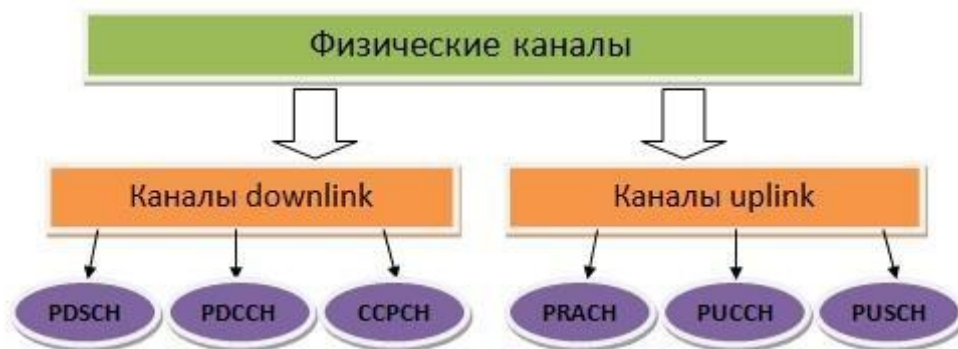 Физические каналы
Каналы downlink
Каналы uplink
PDSCH
PDCCH
CCPCH
PRACH
PUCCH
PUSCH